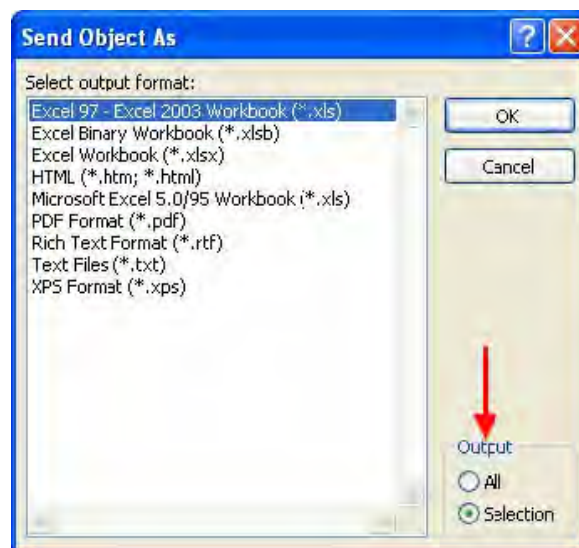 Send Object As
Select output format:
Excel 97 - Excel 2003 Workbook (*.xls)
Excel Binary Workbook (*.xlsb)
Excel Workbook (*.xlsx)
HTML (*.htm; *.html)
Microsoft Excel 5.0/95 Workbook (*.xls)
PDF Format (*.pdf)
Rich Text Format (*.rtf)
Text Files (*.txt)
XPS Format (*.xps)
OK
Cancel
Output
All
Selection